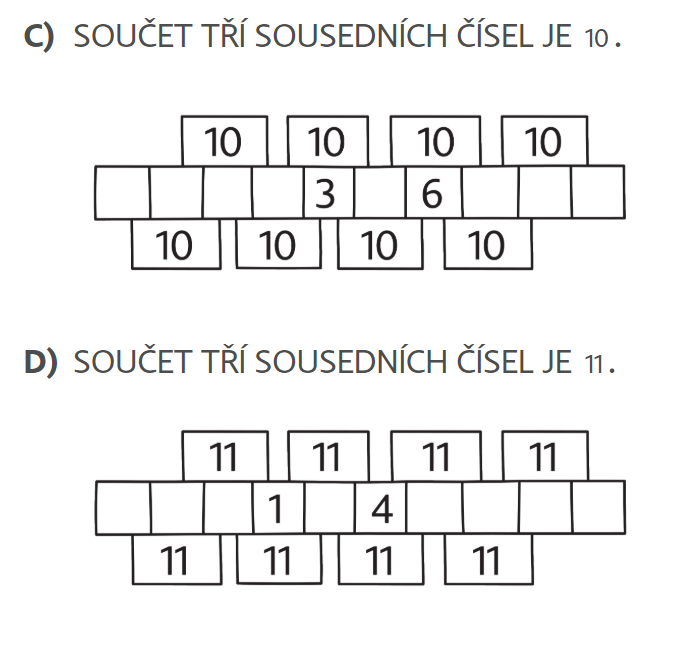 C) SOUČET TŘÍ SOUSEDNÍCH ČÍSEL JE 10.
10 10 10 10
3 6
10 10 10 10
D) SOUČET TŘÍ SOUSEDNÍCH ČÍSEL JE 11.
11 11 11 11
1 4
11 11 11 11